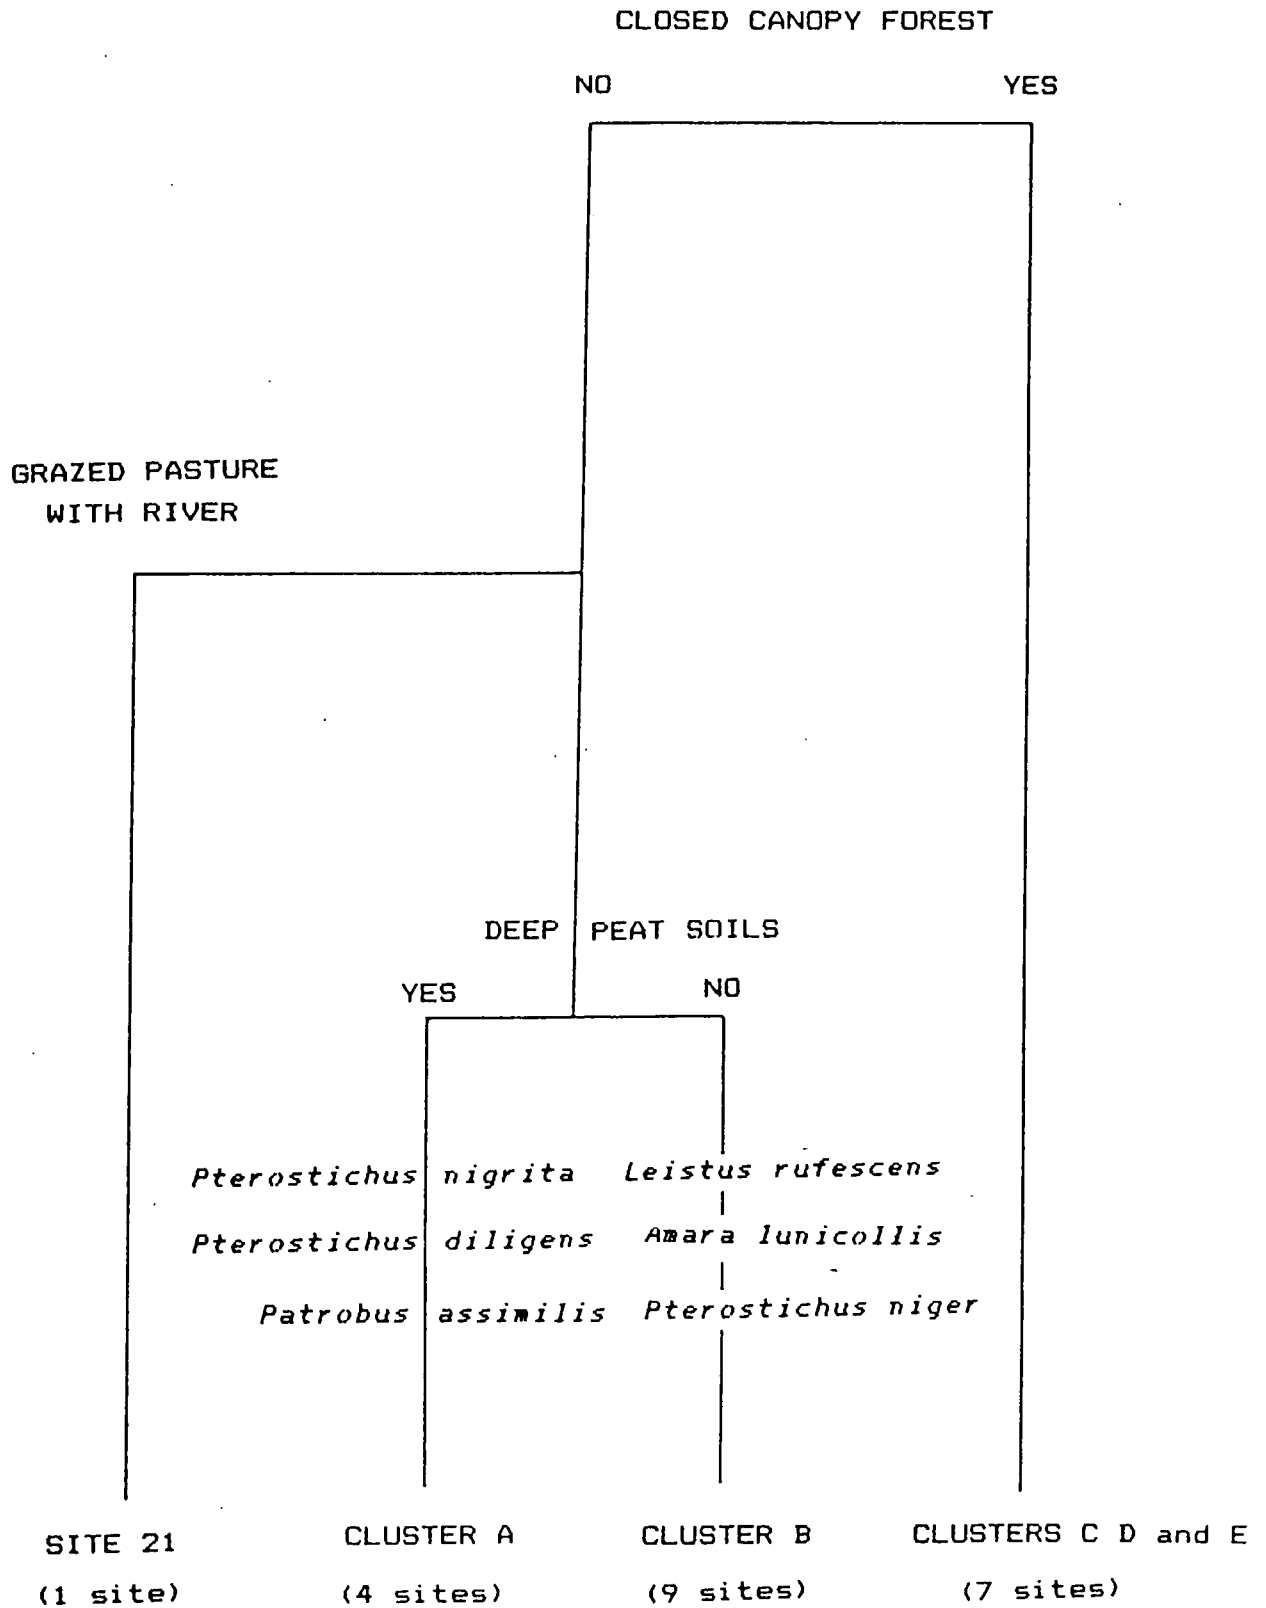 CLOSED CANOPY FOREST
NO YES
GRAZED PASTURE
WITH RIVER
DEEP PEAT SOILS
YES NO
Pterostichus nigrita Leistus rufescens
Pterostichus diligens Amara lunicollis
Patrobus assimilis Pterostichus niger
SITE 21 CLUSTER A CLUSTER B CLUSTERS C D and E
(1 site) (4 sites) (9 sites) (7 sites)